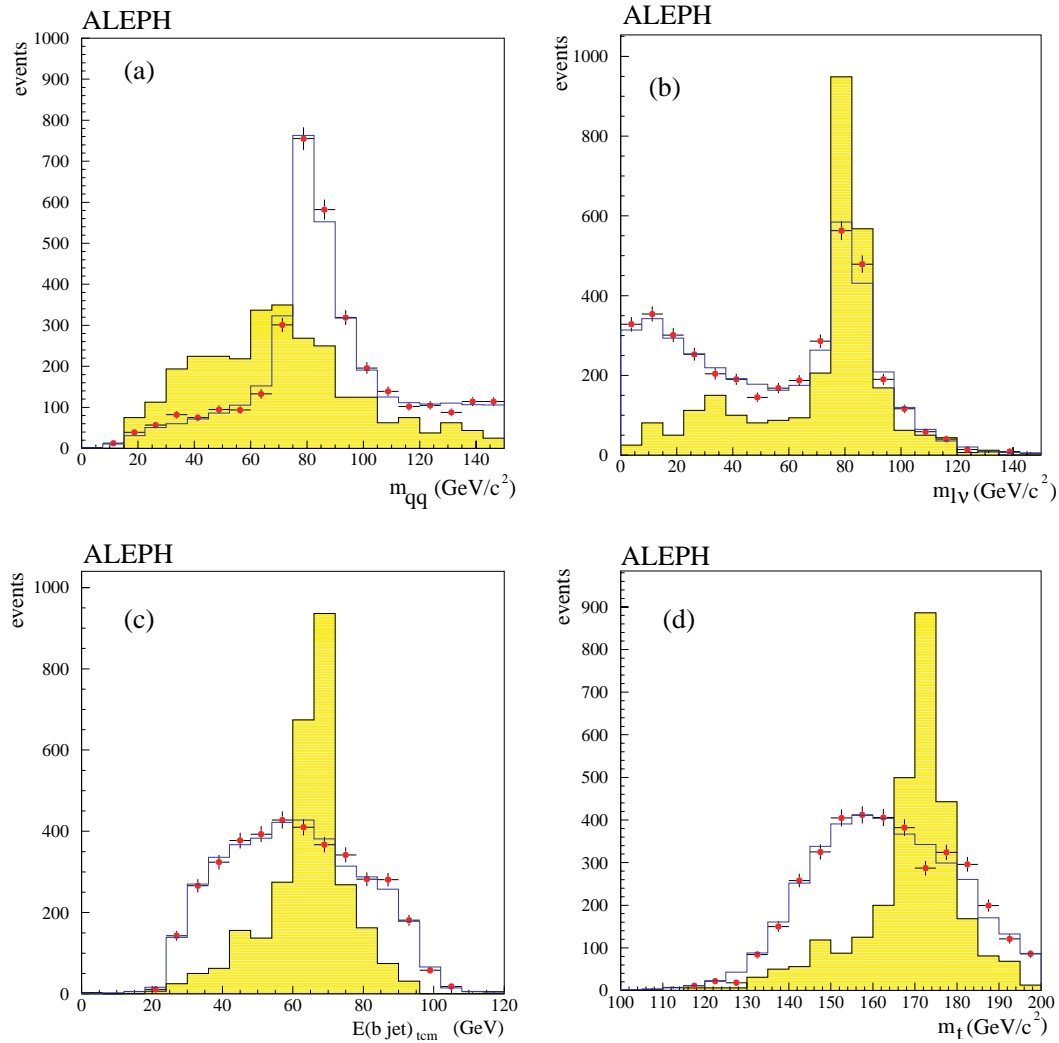 ALEPH
events
1000
900
800
700
600
500
400
300
200
100
0
(a)
0 20 40 60 80 100 120 140
m_qq (GeV/c^2)
ALEPH
events
1000
800
600
400
200
0
(b)
0 20 40 60 80 100 120 140
m_lν (GeV/c^2)
ALEPH
events
1000
800
600
400
200
0
(c)
0 20 40 60 80 100 120
E(b jet)_tcm (GeV)
ALEPH
events
900
800
700
600
500
400
300
200
100
0
(d)
100 110 120 130 140 150 160 170 180 190 200
m_t (GeV/c^2)